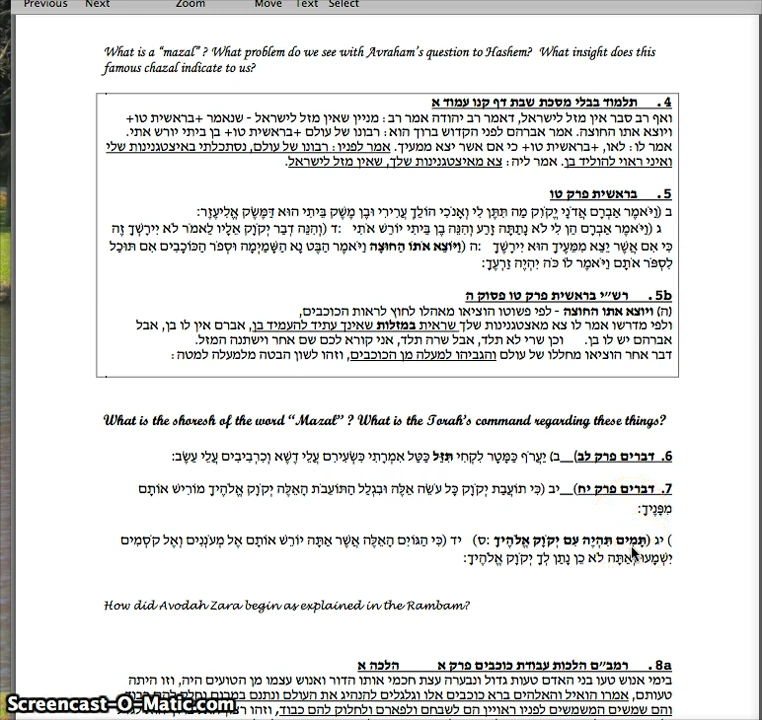 Previous Next Zoom Move Text Select
What is a "mazal" ? What problem do we see with Avraham's question to Hashem? What insight does this
famous chazal indicate to us?
4. תלמוד בבלי מסכת שבת דף קנו עמוד א
ואף רב סבר אין מזל לישראל, דאמר רב יהודה אמר רב: מניין שאין מזל לישראל - שנאמר +בראשית טו+
ויוצא אתו החוצה. אמר אברהם לפני הקדוש ברוך הוא: רבונו של עולם +בראשית טו+ בן ביתי יורש אתי.
אמר לו: לאו, +בראשית טו+ כי אם אשר יצא ממעיך. אמר לפניו: רבונו של עולם, נסתכלתי באיצטגנינות שלי
ואיני ראוי להוליד בן. אמר ליה: צא מאיצטגנינות שלך, שאין מזל לישראל.
5. בראשית פרק טו
ב (וַיֹּאמֶר אַבְרָם אֲדֹנָי יֱקֹוִק מַה תִּתֶּן לִי וְאָנֹכִי הוֹלֵךְ עֲרִירִי וּבֶן מֶשֶׁק בֵּיתִי הוּא דַּמֶּשֶׂק אֱלִיעֶזֶר:
ג (וַיֹּאמֶר אַבְרָם הֵן לִי לֹא נָתַתָּה זָרַע וְהִנֵּה בֶן בֵּיתִי יוֹרֵשׁ אֹתִי :ד (וְהִנֵּה דְבַר יְקֹוָק אֵלָיו לֵאמֹר לֹא יִירָשְׁךָ זֶה
כִּי אִם אֲשֶׁר יֵצֵא מִמֵּעֶיךָ הוּא יִירָשֶׁךָ :ה (וַיּוֹצֵא אֹתוֹ הַחוּצָה וַיֹּאמֶר הַבֶּט נָא הַשָּׁמַיְמָה וּסְפֹר הַכּוֹכָבִים אִם תּוּכַל
לִסְפֹּר אֹתָם וַיֹּאמֶר לוֹ כֹּה יִהְיֶה זַרְעֶךָ:
5b. רש"י בראשית פרק טו פסוק ה
(ה) ויוצא אתו החוצה - לפי פשוטו הוציאו מאהלו לחוץ לראות הכוכבים,
ולפי מדרשו אמר לו צא מאצטגנינות שלך שראית במזלות שאינך עתיד להעמיד בן, אברם אין לו בן, אבל
אברהם יש לו בן. וכן שרי לא תלד, אבל שרה תלד, אני קורא לכם שם אחר וישתנה המזל.
דבר אחר הוציאו מחללו של עולם והגביהו למעלה מן הכוכבים, וזהו לשון הבטה מלמעלה למטה:
What is the shoresh of the word "Mazal" ? What is the Torah's command regarding these things?
6. דברים פרק לב) ב) יַעֲרֹף כַּמָּטָר לִקְחִי תִּזַּל כַּטַּל אִמְרָתִי כִּשְׂעִירִם עֲלֵי דֶשֶׁא וְכִרְבִיבִים עֲלֵי עֵשֶׂב:
7. דברים פרק יח) יב (כִּי תוֹעֲבַת יְקֹוָק כָּל עֹשֵׂה אֵלֶּה וּבִגְלַל הַתּוֹעֵבֹת הָאֵלֶּה יְקֹוָק אֱלֹהֶיךָ מוֹרִישׁ אוֹתָם
מִפָּנֶיךָ:
) יג (תָּמִים תִּהְיֶה עִם יְקֹוָק אֱלֹהֶיךָ :ס) יד (כִּי הַגּוֹיִם הָאֵלֶּה אֲשֶׁר אַתָּה יוֹרֵשׁ אוֹתָם אֶל מְעֹנְנִים וְאֶל קֹסְמִים
יִשְׁמָעוּ וְאַתָּה לֹא כֵן נָתַן לְךָ יְקֹוָק אֱלֹהֶיךָ:
How did Avodah Zara begin as explained in the Rambam?
8a. רמב"ם הלכות עבודת כוכבים פרק א הלכה א
בימי אנוש טעו בני האדם טעות גדול ונבערה עצת חכמי אותו הדור ואנוש עצמו מן הטועים היה, וזו היתה
טעותם, אמרו הואיל והאלהים ברא כוכבים אלו וגלגלים להנהיג את העולם ונתנם במרום וחלק להם כבוד
והם שמשים המשמשים לפניו ראויין הם לשבחם ולפארם ולחלוק להם כבוד, וזהו
Screencast-O-Matic.com